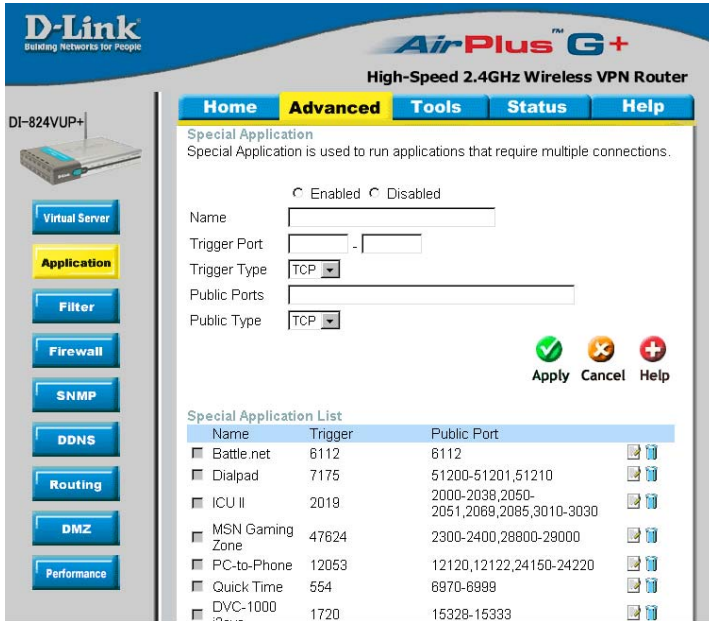 D-Link
Building Networks for People
AirPlus™ G+
High-Speed 2.4GHz Wireless VPN Router
DI-824VUP+
Home Advanced Tools Status Help
Special Application
Special Application is used to run applications that require multiple connections.
Enabled Disabled
Name
Trigger Port -
Trigger Type TCP
Public Ports
Public Type TCP
Apply Cancel Help
Virtual Server
Application
Filter
Firewall
SNMP
DDNS
Routing
DMZ
Performance
Special Application List
Name Trigger Public Port
Battle.net 6112 6112
Dialpad 7175 51200-51201,51210
ICU II 2019 2000-2038,2050-
2051,2069,2085,3010-3030
MSN Gaming
Zone 47624 2300-2400,28800-29000
PC-to-Phone 12053 12120,12122,24150-24220
Quick Time 554 6970-6999
DVC-1000
1720 15328-15333